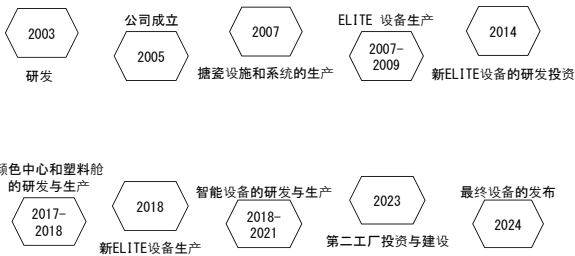 2003
研发
公司成立
2005
2007
搪瓷设施和系统的生产
ELITE 设备生产
2007-
2009
2014
新ELITE设备的研发投资
颜色中心和塑料舱
的研发与生产
2017-
2018
2018
新ELITE设备生产
智能设备的研发与生产
2018-
2021
2023
第二工厂投资与建设
最终设备的发布
2024